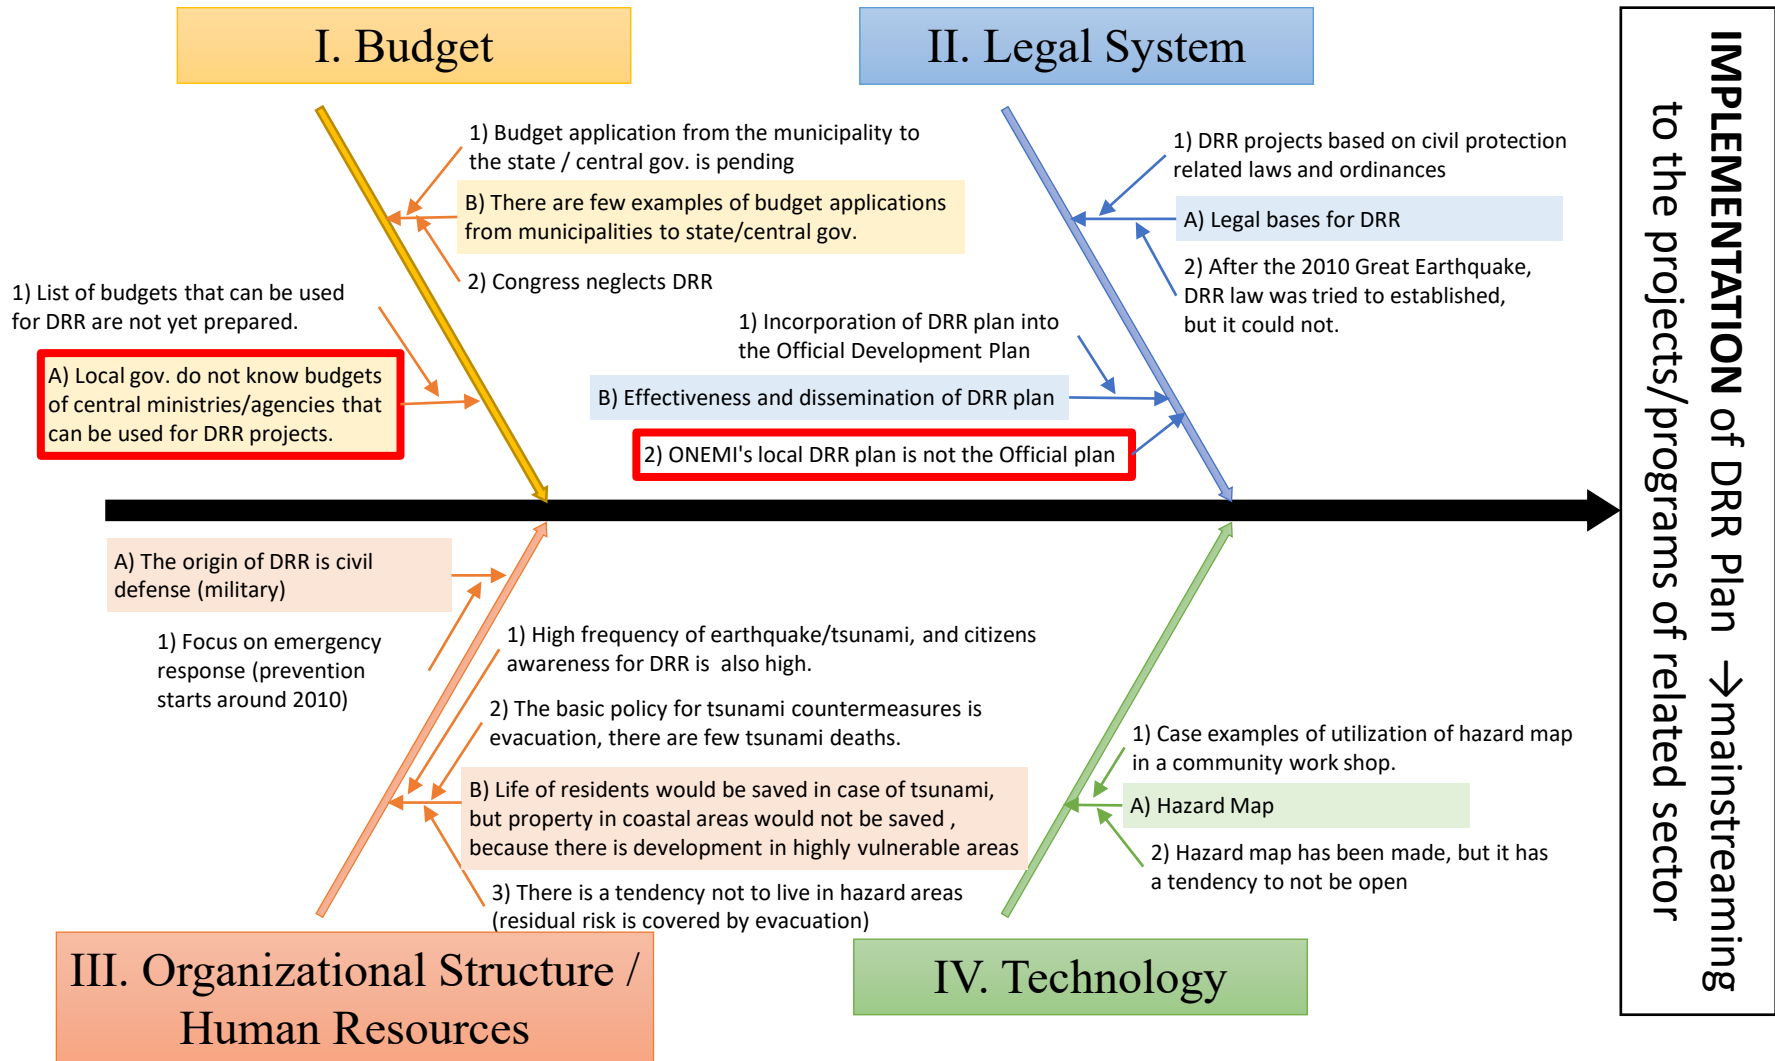 I. Budget
II. Legal System
1) Budget application from the municipality to
the state / central gov. is pending
B) There are few examples of budget applications
from municipalities to state/central gov.
2) Congress neglects DRR
1) List of budgets that can be used
for DRR are not yet prepared.
A) Local gov. do not know budgets
of central ministries/agencies that
can be used for DRR projects.
1) DRR projects based on civil protection
related laws and ordinances
A) Legal bases for DRR
2) After the 2010 Great Earthquake,
DRR law was tried to established,
but it could not.
1) Incorporation of DRR plan into
the Official Development Plan
B) Effectiveness and dissemination of DRR plan
2) ONEMI's local DRR plan is not the Official plan
A) The origin of DRR is civil
defense (military)
1) Focus on emergency
response (prevention
starts around 2010)
1) High frequency of earthquake/tsunami, and citizens
awareness for DRR is also high.
2) The basic policy for tsunami countermeasures is
evacuation, there are few tsunami deaths.
B) Life of residents would be saved in case of tsunami,
but property in coastal areas would not be saved ,
because there is development in highly vulnerable areas
3) There is a tendency not to live in hazard areas
(residual risk is covered by evacuation)
1) Case examples of utilization of hazard map
in a community work shop.
A) Hazard Map
2) Hazard map has been made, but it has
a tendency to not be open
III. Organizational Structure /
Human Resources
IV. Technology
IMPLEMENTATION of DRR Plan →mainstreaming
to the projects/programs of related sector